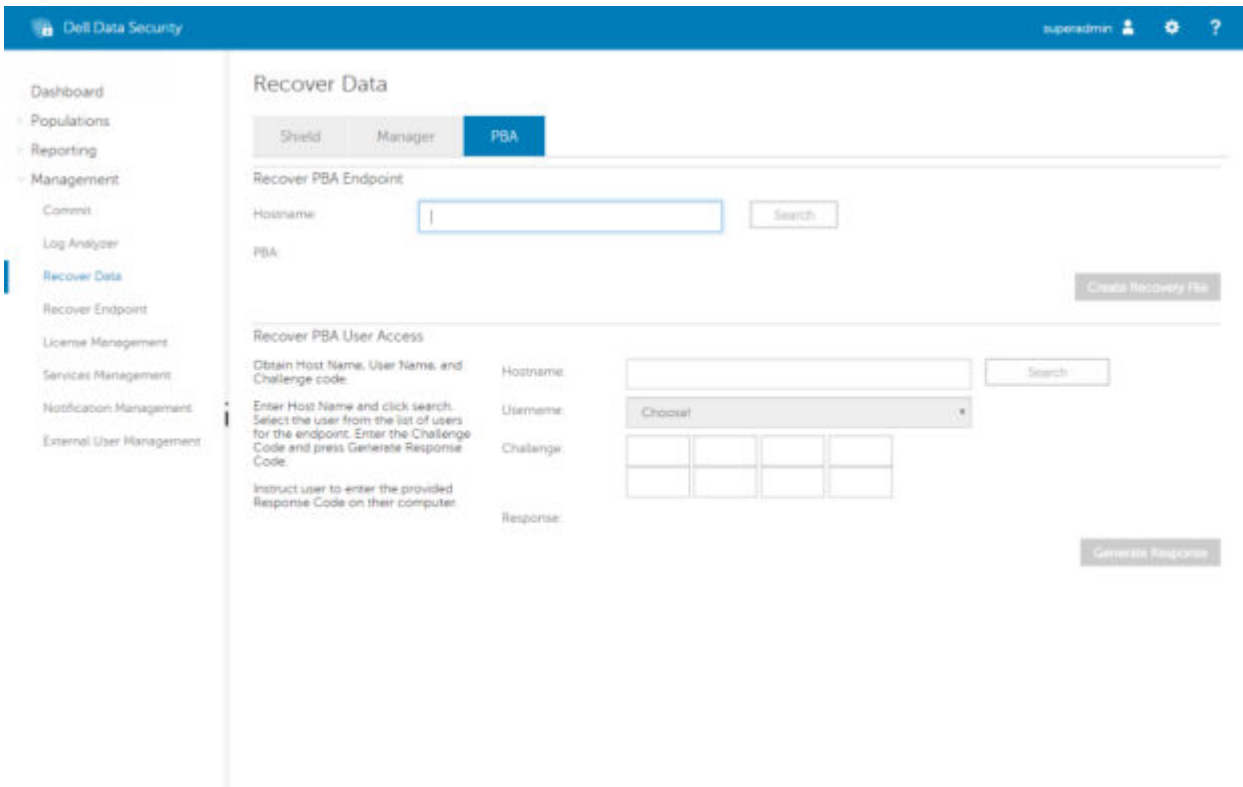 Dell Data Security
superadmin
?
Dashboard
Populations
Reporting
Management
Commit
Log Analyzer
Recover Data
Recover Endpoint
License Management
Services Management
Notification Management
External User Management
Recover Data
Shield
Manager
PBA
Recover PBA Endpoint
Hostname:
Search
PBA:
Create Recovery File
Recover PBA User Access
Obtain Host Name, User Name, and
Challenge code.
Enter Host Name and click search.
Select the user from the list of users
for the endpoint. Enter the Challenge
Code and press Generate Response
Code.
Instruct user to enter the provided
Response Code on their computer.
Hostname:
Search
Username:
Choose!
Challenge:
Response:
Generate Response